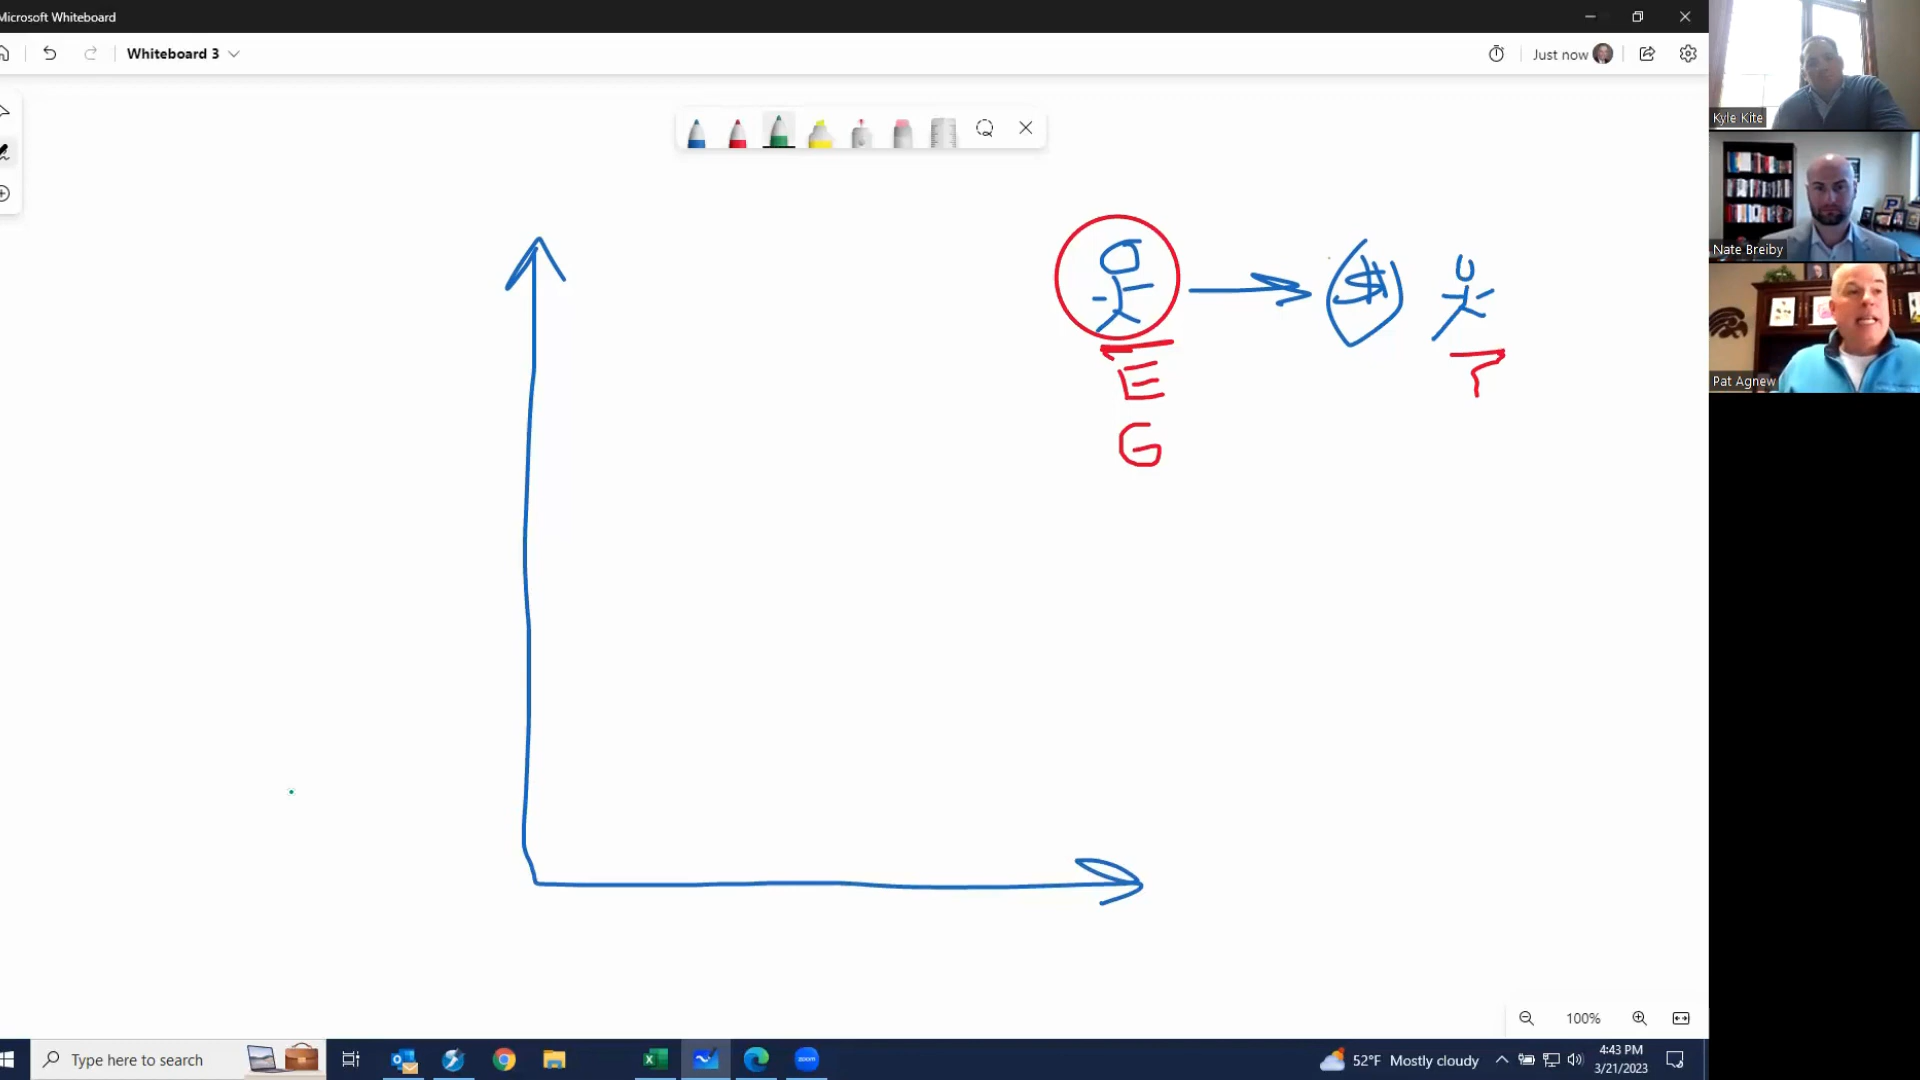 Microsoft Whiteboard
Whiteboard 3
Just now
Kyle Kite
Nate Breiby
Pat Agnew
$
E
G
100%
Type here to search
zoom
52°F Mostly cloudy
4:43 PM
3/21/2023